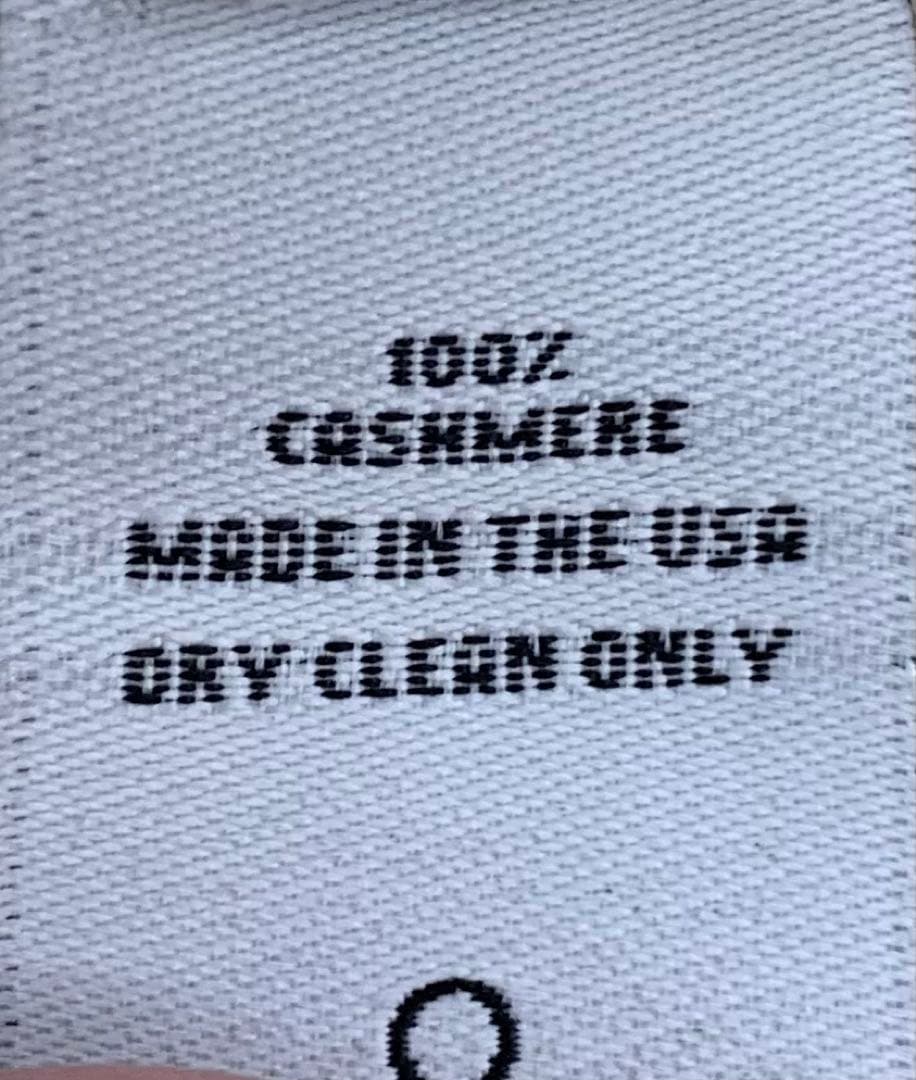 100%
CASHMERE
MADE IN THE USA
DRY CLEAN ONLY